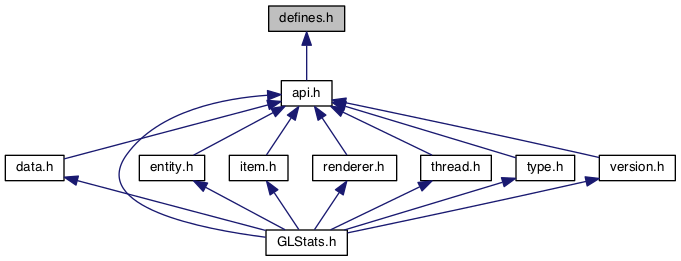 defines.h
api.h
data.h
entity.h
item.h
renderer.h
thread.h
type.h
version.h
GLStats.h